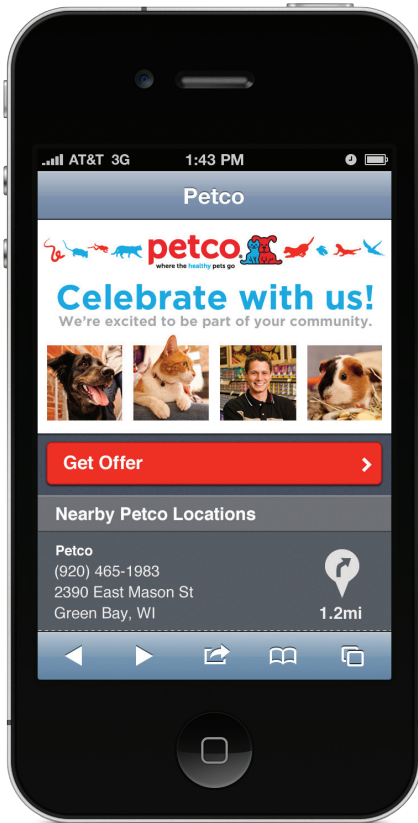 AT&T 3G 1:43 PM
Petco
petco
where the healthy pets go
Celebrate with us!
We're excited to be part of your community.
Get Offer
Nearby Petco Locations
Petco
(920) 465-1983
2390 East Mason St
Green Bay, WI
1.2mi